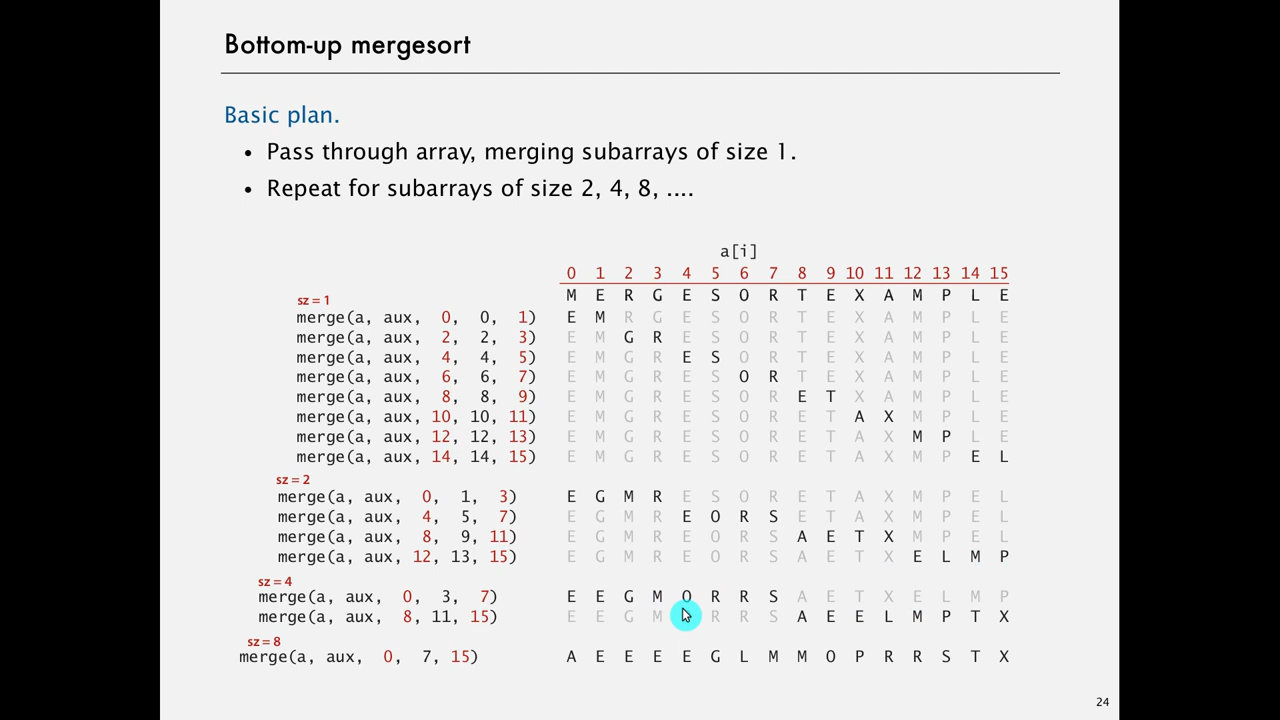 Bottom-up mergesort
Basic plan.
• Pass through array, merging subarrays of size 1.
• Repeat for subarrays of size 2, 4, 8, ....
a[i]
0 1 2 3 4 5 6 7 8 9 10 11 12 13 14 15
M E R G E S O R T E X A M P L E
sz = 1
merge(a, aux, 0, 0, 1) E M R G E S O R T E X A M P L E
merge(a, aux, 2, 2, 3) E M G R E S O R T E X A M P L E
merge(a, aux, 4, 4, 5) E M G R E S O R T E X A M P L E
merge(a, aux, 6, 6, 7) E M G R E S O R T E X A M P L E
merge(a, aux, 8, 8, 9) E M G R E S O R E T X A M P L E
merge(a, aux, 10, 10, 11) E M G R E S O R E T A X M P L E
merge(a, aux, 12, 12, 13) E M G R E S O R E T A X M P L E
merge(a, aux, 14, 14, 15) E M G R E S O R E T A X M P E L
sz = 2
merge(a, aux, 0, 1, 3) E G M R E S O R E T A X M P E L
merge(a, aux, 4, 5, 7) E G M R E O R S E T A X M P E L
merge(a, aux, 8, 9, 11) E G M R E O R S A E T X M P E L
merge(a, aux, 12, 13, 15) E G M R E O R S A E T X E L M P
sz = 4
merge(a, aux, 0, 3, 7) E E G M O R R S A E T X E L M P
merge(a, aux, 8, 11, 15) E E G M R R S A E E L M P T X
sz = 8
merge(a, aux, 0, 7, 15) A E E E E G L M M O P R R S T X
24